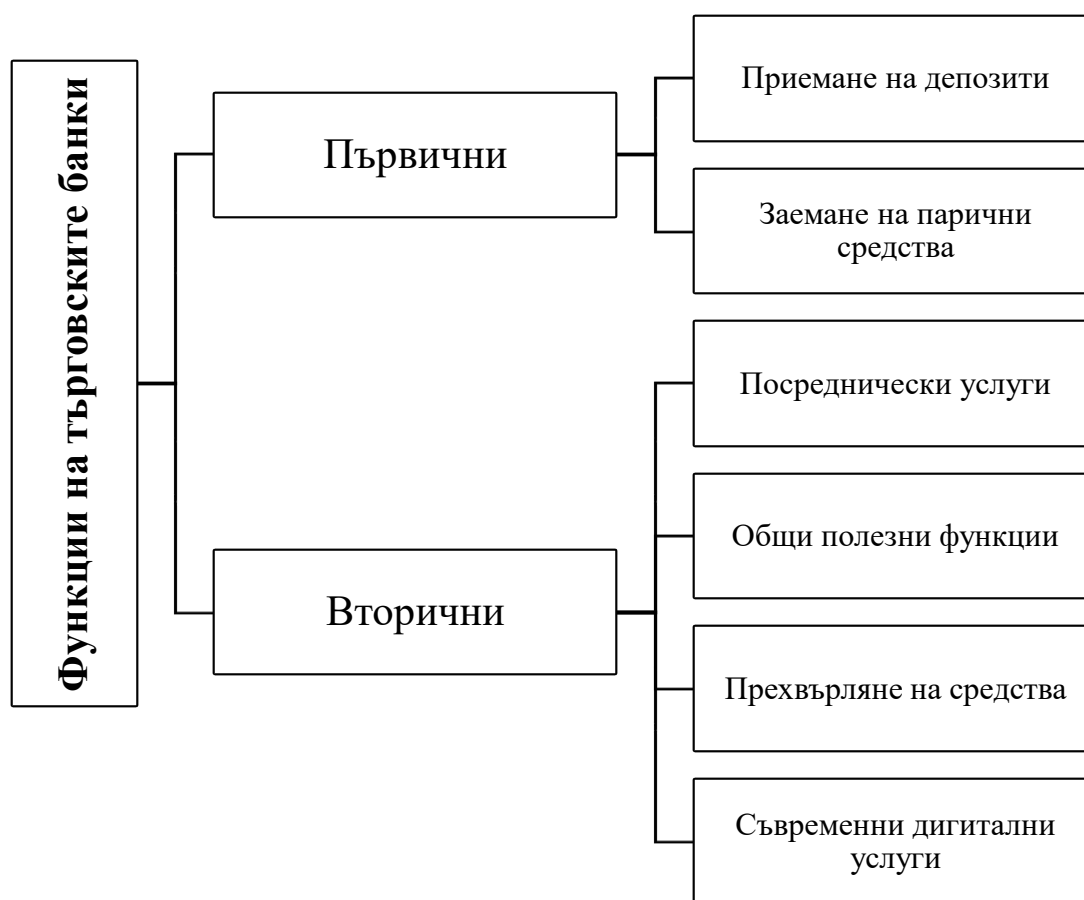 Функции на търговските банки
Първични
Приемане на депозити
Заемане на парични
средства
Вторични
Посреднически услуги
Общи полезни функции
Прехвърляне на средства
Съвременни дигитални
услуги